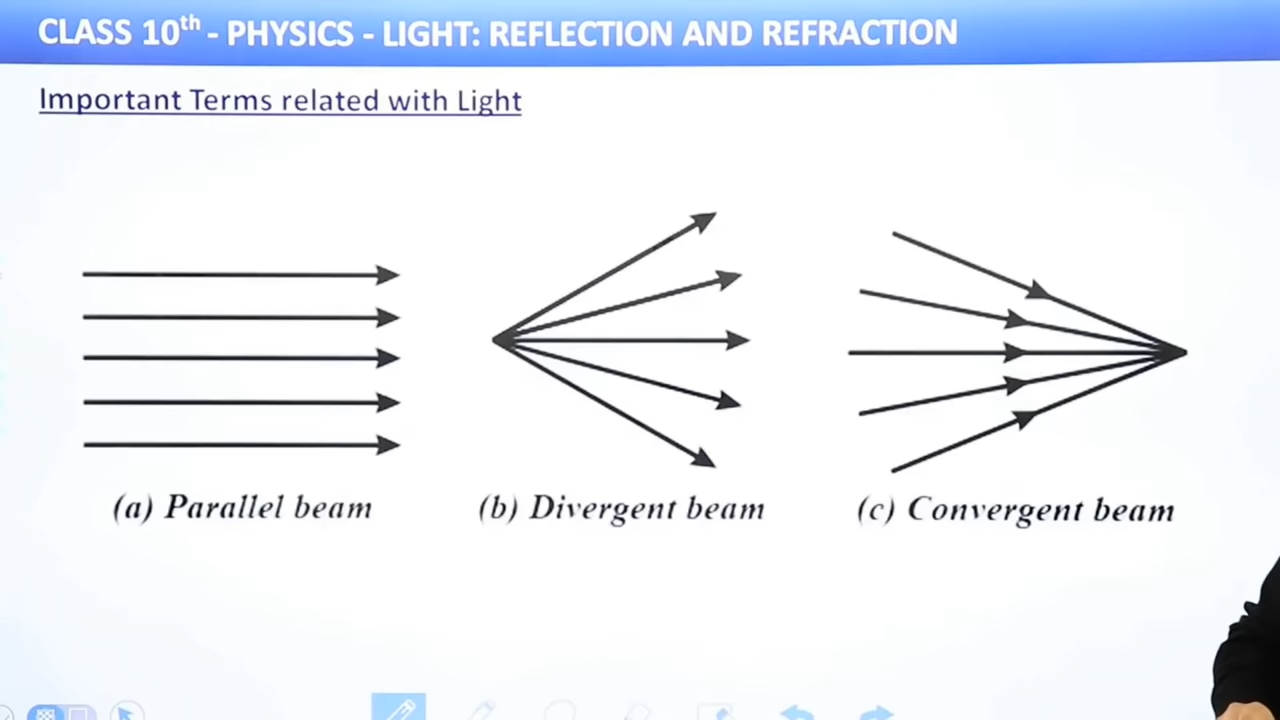 CLASS 10th - PHYSICS - LIGHT: REFLECTION AND REFRACTION
Important Terms related with Light
(a) Parallel beam
(b) Divergent beam
(c) Convergent beam